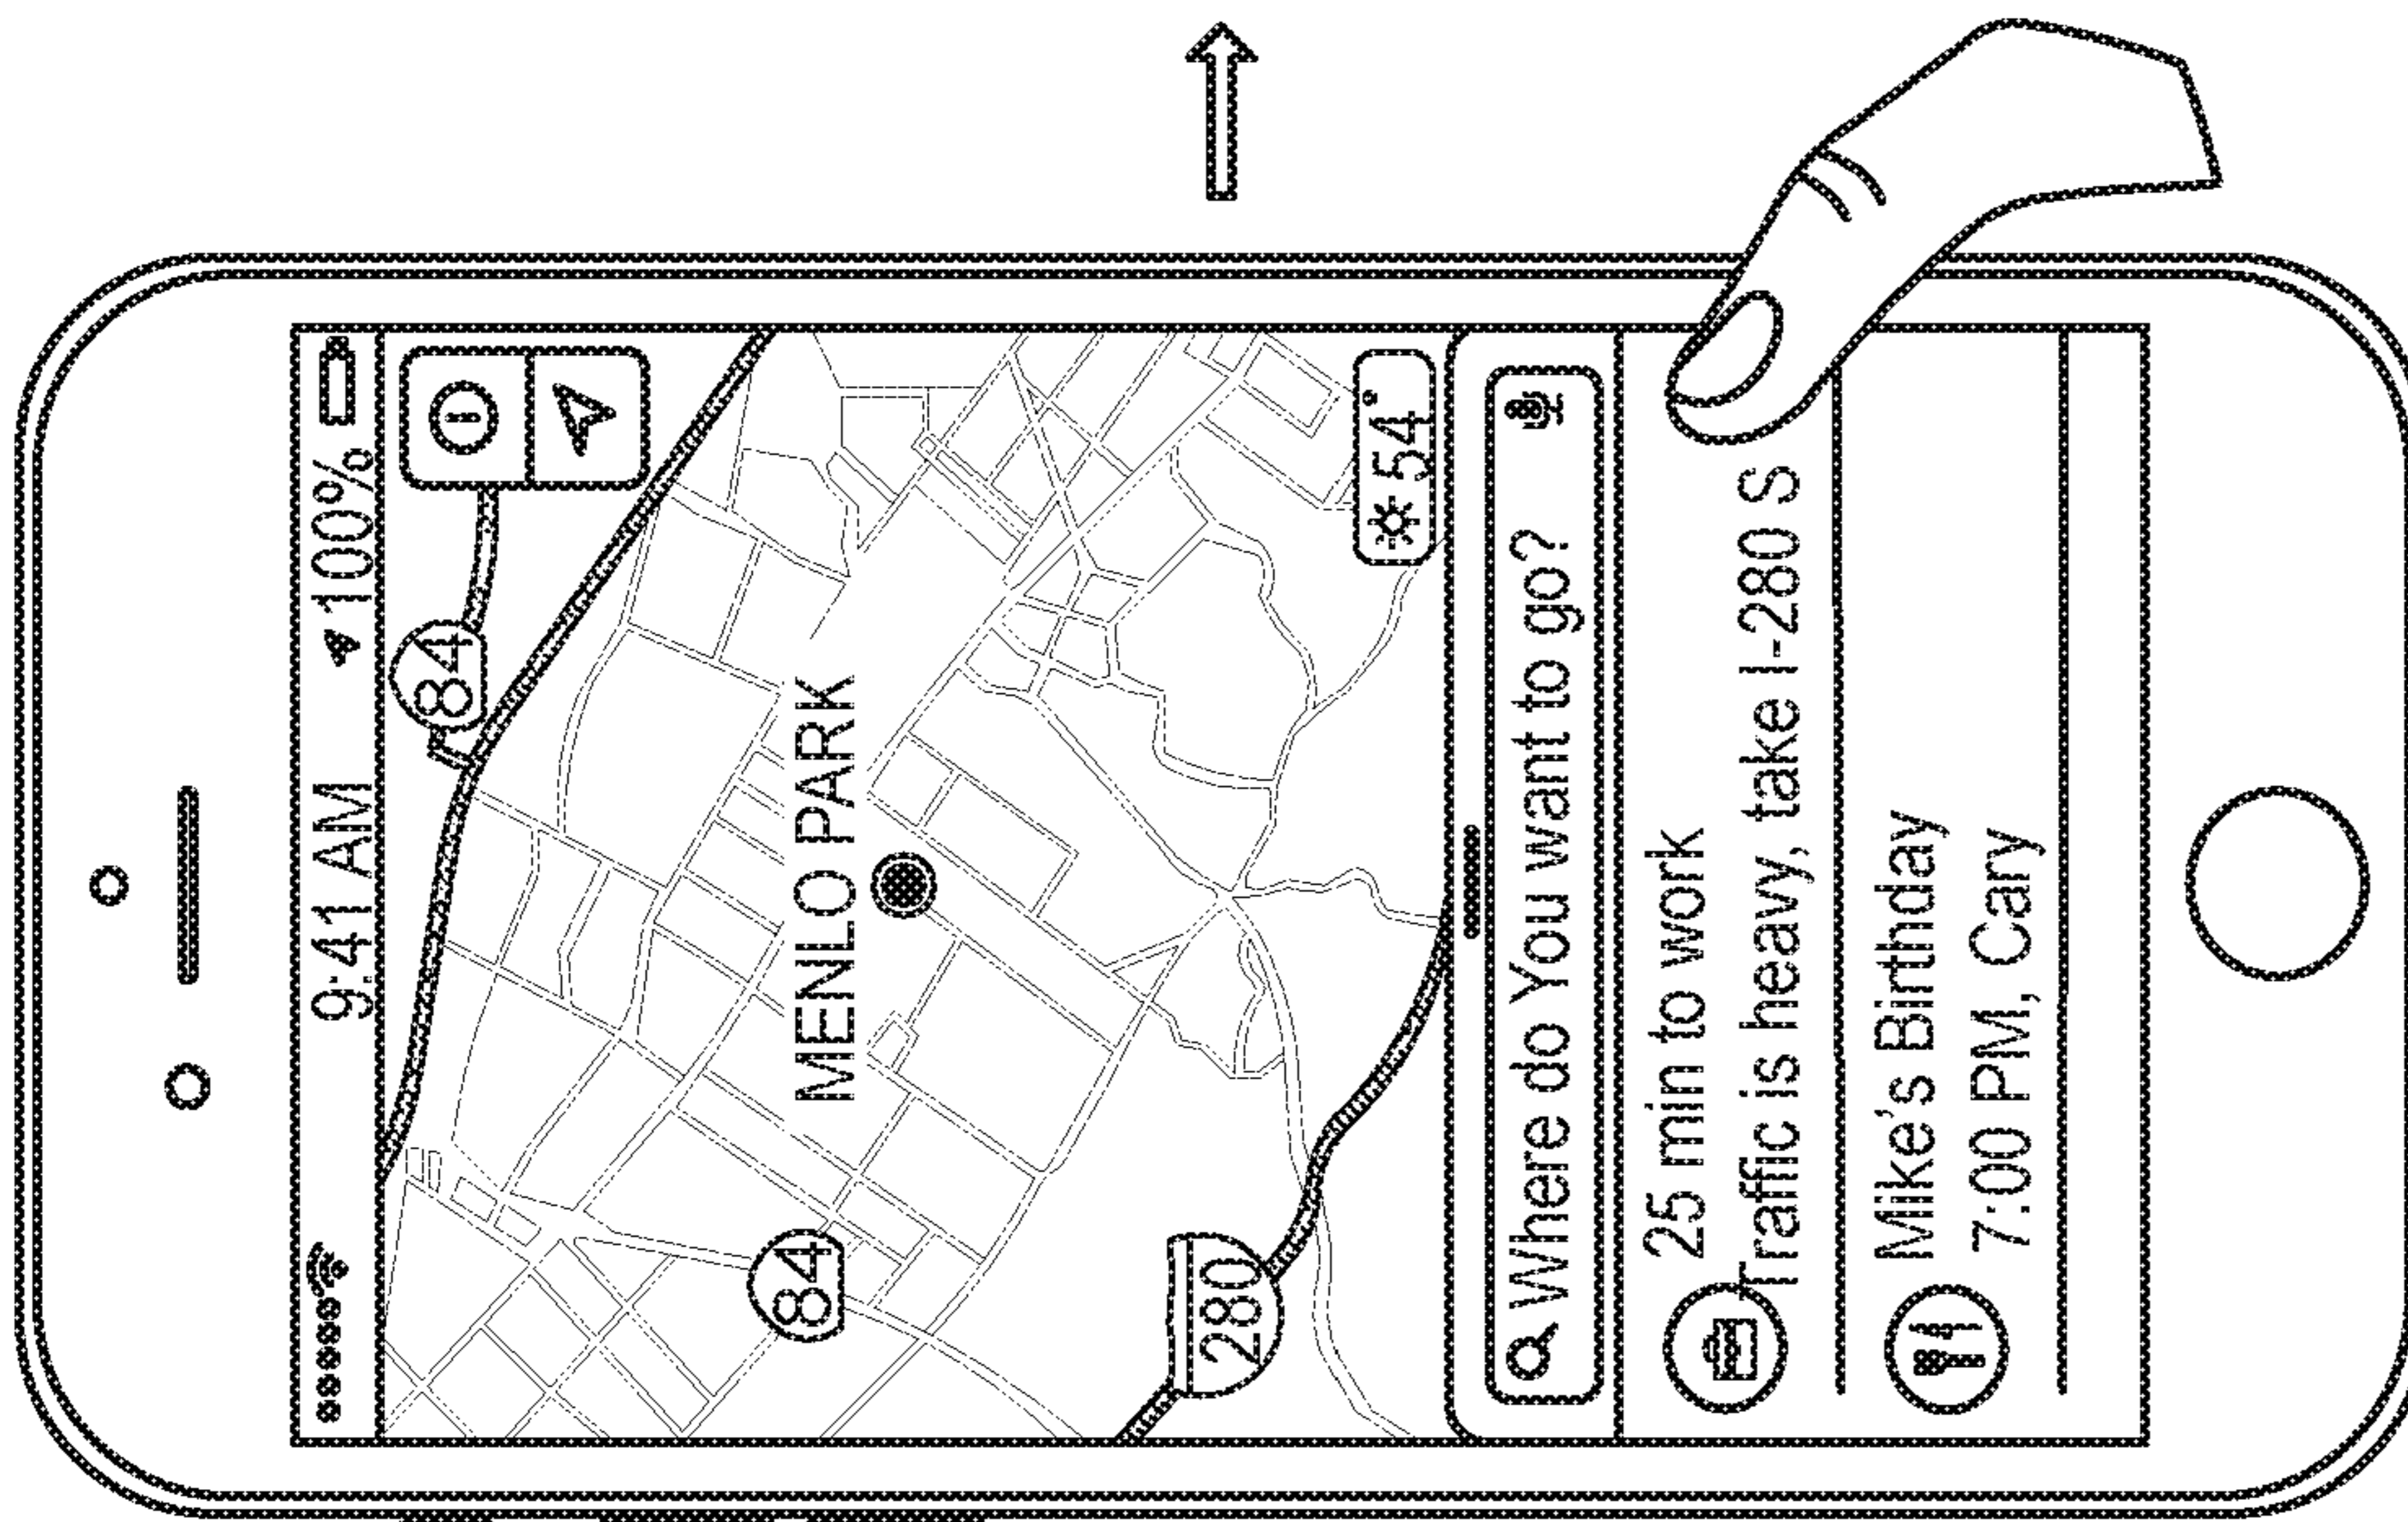 9:41 AM
100%
84
MENLO PARK
84
280
54°
Where do You want to go?
25 min to work
Traffic is heavy, take I-280 S
Mike's Birthday
7:00 PM, Cary